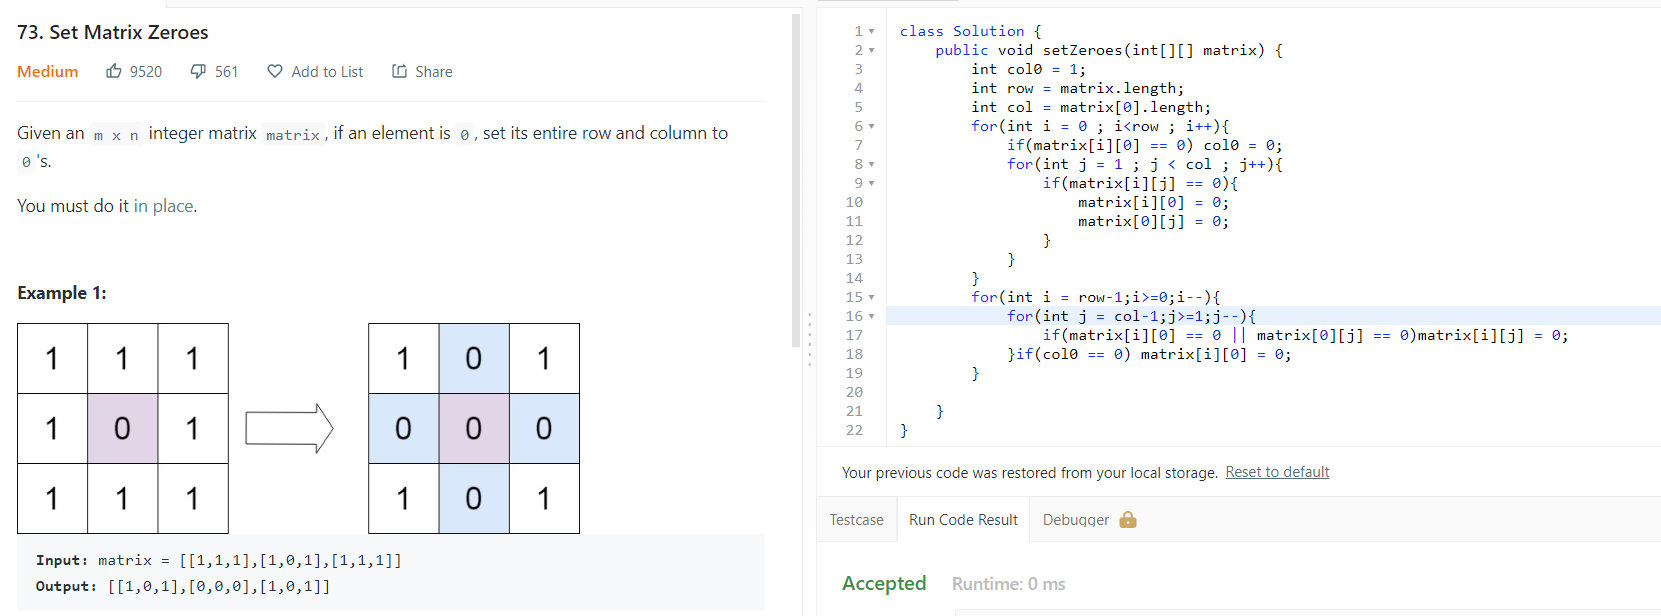 73. Set Matrix Zeroes
Medium 9520 561 Add to List Share
Given an m x n integer matrix matrix, if an element is 0, set its entire row and column to
0's.
You must do it in place.
Example 1:
1 1 1
1 0 1
1 1 1
1 0 1
0 0 0
1 0 1
Input: matrix = [[1,1,1],[1,0,1],[1,1,1]]
Output: [[1,0,1],[0,0,0],[1,0,1]]
1 class Solution {
2     public void setZeroes(int[][] matrix) {
3         int col0 = 1;
4         int row = matrix.length;
5         int col = matrix[0].length;
6         for(int i = 0 ; i<row ; i++){
7             if(matrix[i][0] == 0) col0 = 0;
8             for(int j = 1 ; j < col ; j++){
9                 if(matrix[i][j] == 0){
10                     matrix[i][0] = 0;
11                     matrix[0][j] = 0;
12                 }
13             }
14         }
15         for(int i = row-1;i>=0;i--){
16             for(int j = col-1;j>=1;j--){
17                 if(matrix[i][0] == 0 || matrix[0][j] == 0)matrix[i][j] = 0;
18             }if(col0 == 0) matrix[i][0] = 0;
19         }
20
21     }
22 }
Your previous code was restored from your local storage. Reset to default
Testcase Run Code Result Debugger
Accepted Runtime: 0 ms